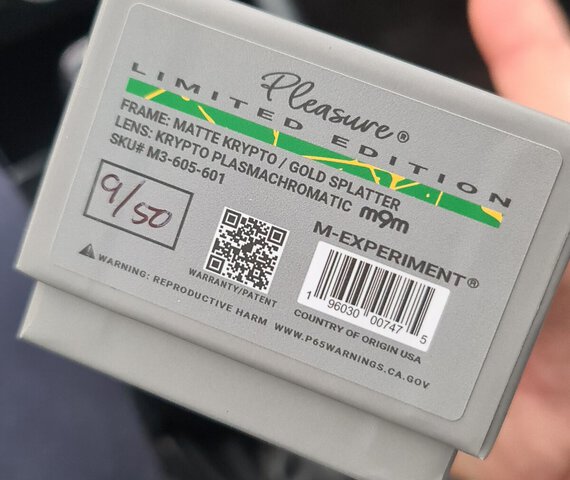 Pleasure®
LIMITED EDITION
FRAME: MATTE KRYPTO / GOLD SPLATTER
LENS: KRYPTO PLASMACHROMATIC m9m
SKU# M3-605-601
9/50
M-EXPERIMENT®
1 96030 00747 5
WARRANTY/PATENT
COUNTRY OF ORIGIN USA
WARNING: REPRODUCTIVE HARM WWW.P65WARNINGS.CA.GOV